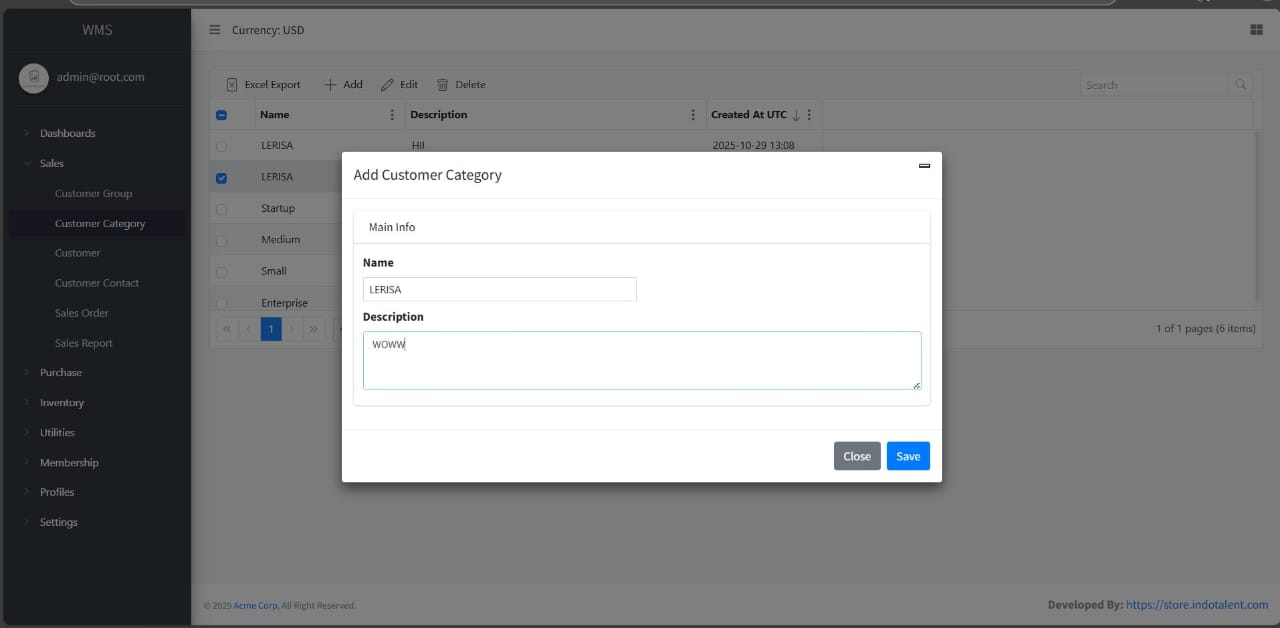 WMS
Currency: USD
admin@root.com
Excel Export Add Edit Delete Search
Name Description Created At UTC
LERISA HII 2025-10-29 13:08
LERISA
Startup
Medium
Small
Enterprise
1
1 of 1 pages (6 items)
Dashboards
Sales
Customer Group
Customer Category
Customer
Customer Contact
Sales Order
Sales Report
Purchase
Inventory
Utilities
Membership
Profiles
Settings
Add Customer Category
Main Info
Name
LERISA
Description
WOWW
Close Save
© 2025 Acme Corp, All Right Reserved.
Developed By: https://store.indotalent.com